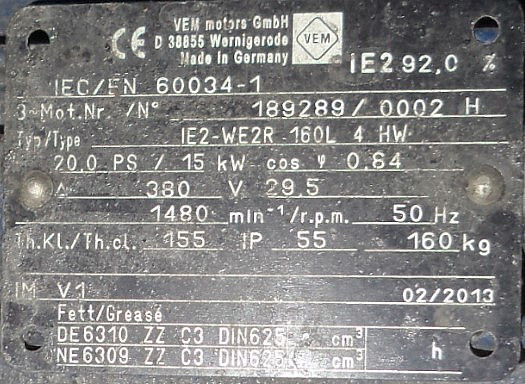 VEM motors GmbH
D 38855 Wernigerode
Made in Germany
CE
VEM
IE2 92,0 %
IEC/EN 60034-1
3~Mot.Nr. /N° 189289/ 0002 H
Typ/Type IE2-WE2R 160L 4 HW
20,0 PS / 15 kW cos φ 0,84
Δ 380 V 29,5
1480 min⁻¹/r.p.m. 50 Hz
Th.Kl./Th.cl. 155 IP 55 160 kg
IM V1 02/2013
Fett/Grease
DE6310 ZZ C3 DIN625 - cm³
NE6309 ZZ C3 DIN625 cm³ h